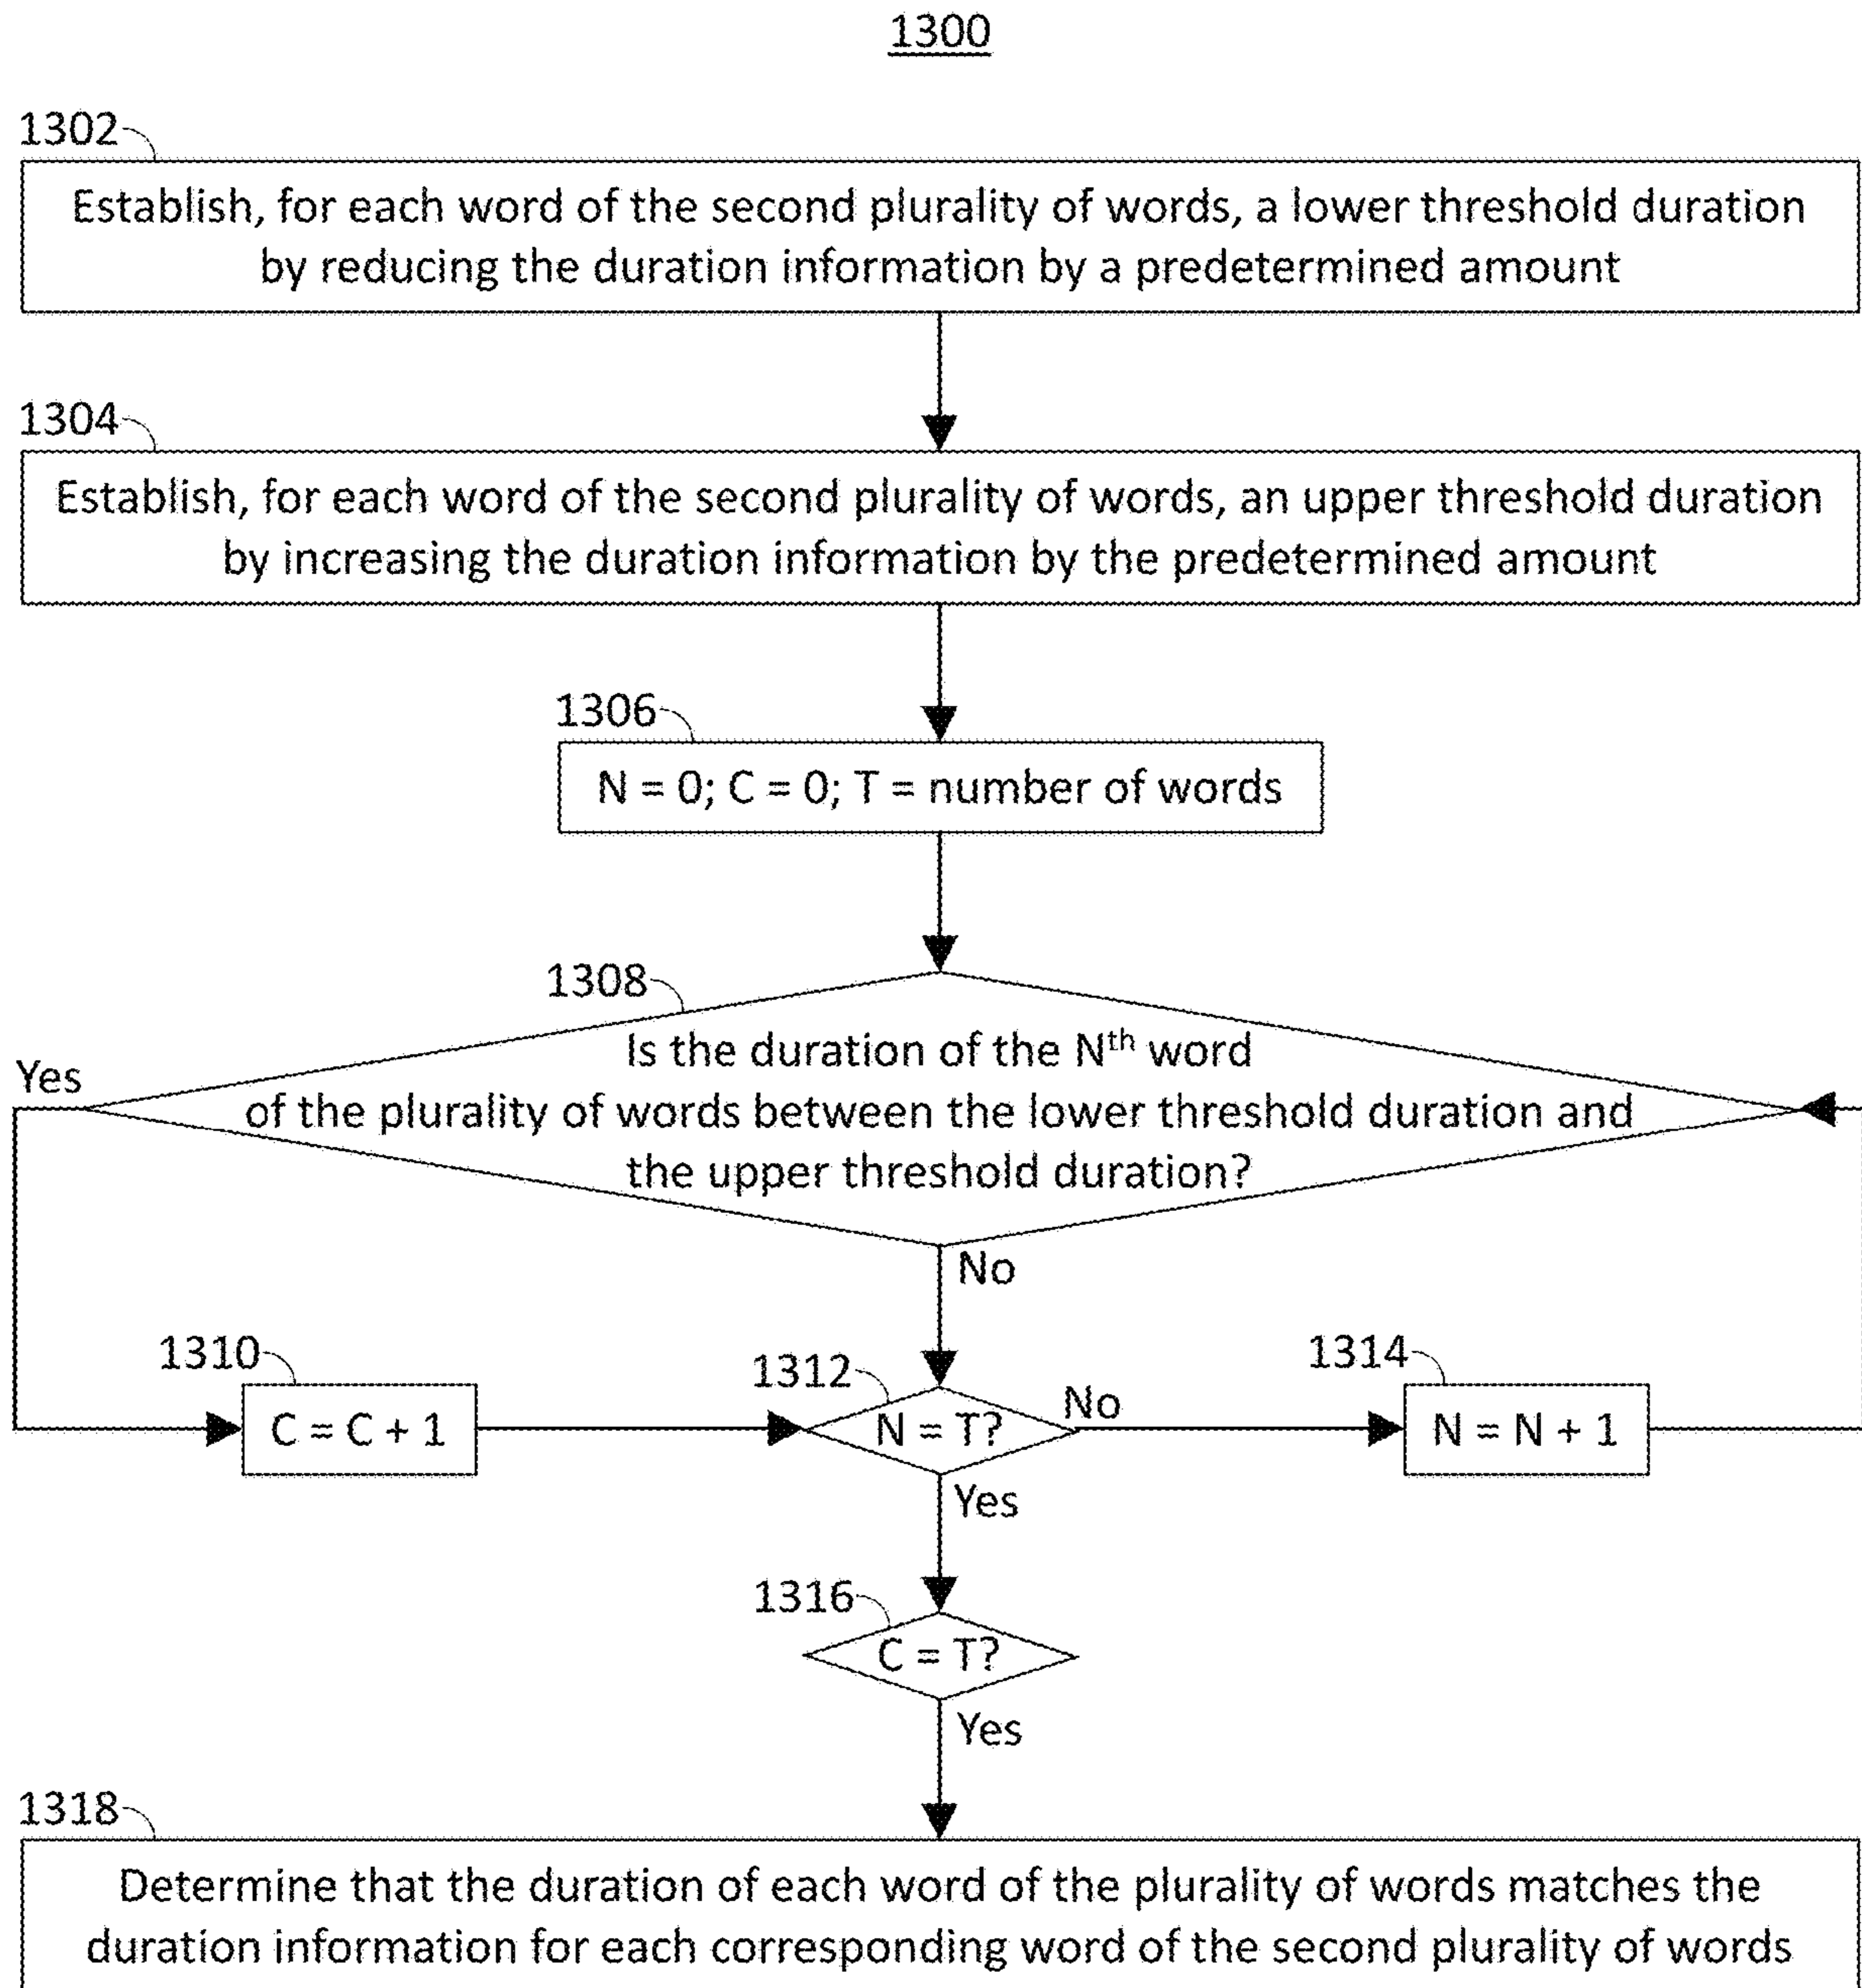 1300
1302
Establish, for each word of the second plurality of words, a lower threshold duration
by reducing the duration information by a predetermined amount
1304
Establish, for each word of the second plurality of words, an upper threshold duration
by increasing the duration information by the predetermined amount
1306
N = 0; C = 0; T = number of words
1308
Is the duration of the Nth word
Yes
of the plurality of words between the lower threshold duration and
the upper threshold duration?
No
1310
C = C + 1
1312
N = T?
No
1314
N = N + 1
Yes
1316
C = T?
Yes
1318
Determine that the duration of each word of the plurality of words matches the
duration information for each corresponding word of the second plurality of words